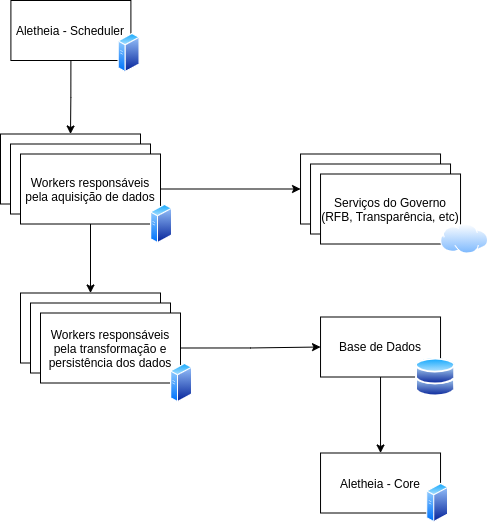 Aletheia - Scheduler
Workers responsáveis
pela aquisição de dados
Serviços do Governo
(RFB, Transparência, etc)
Workers responsáveis
pela transformação e
persistência dos dados
Base de Dados
Aletheia - Core